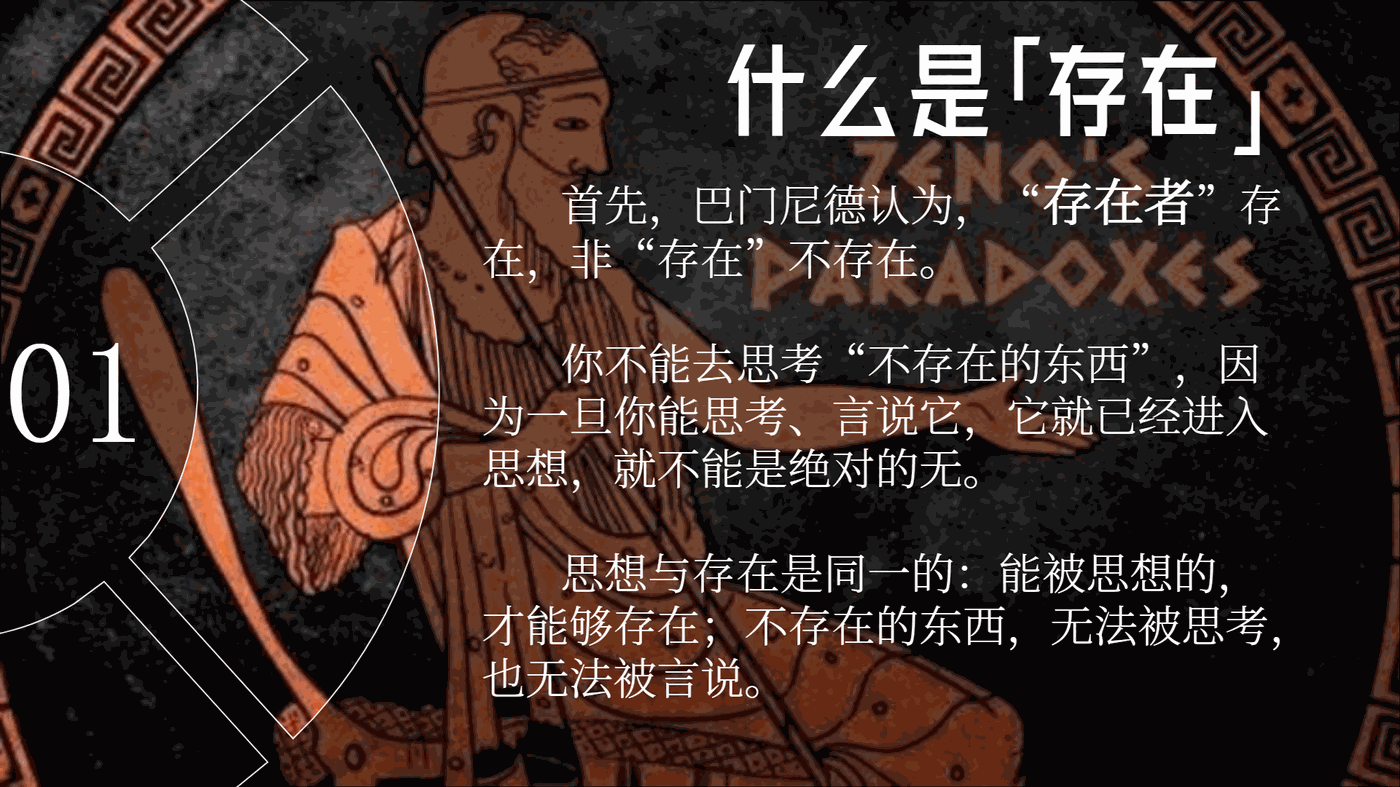 什么是「存在」
ZENO'S
PARADOXES
01
首先，巴门尼德认为，“存在者”存
在，非“存在”不存在。
你不能去思考“不存在的东西”，因
为一旦你能思考、言说它，它就已经进入
思想，就不能是绝对的无。
思想与存在是同一的：能被思想的，
才能够存在；不存在的东西，无法被思考，
也无法被言说。